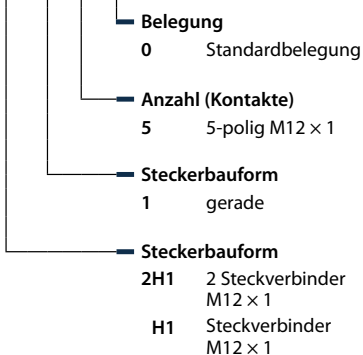 Belegung
0 Standardbelegung
Anzahl (Kontakte)
5 5-polig M12 × 1
Steckerbauform
1 gerade
Steckerbauform
2H1 2 Steckverbinder
M12 × 1
H1 Steckverbinder
M12 × 1